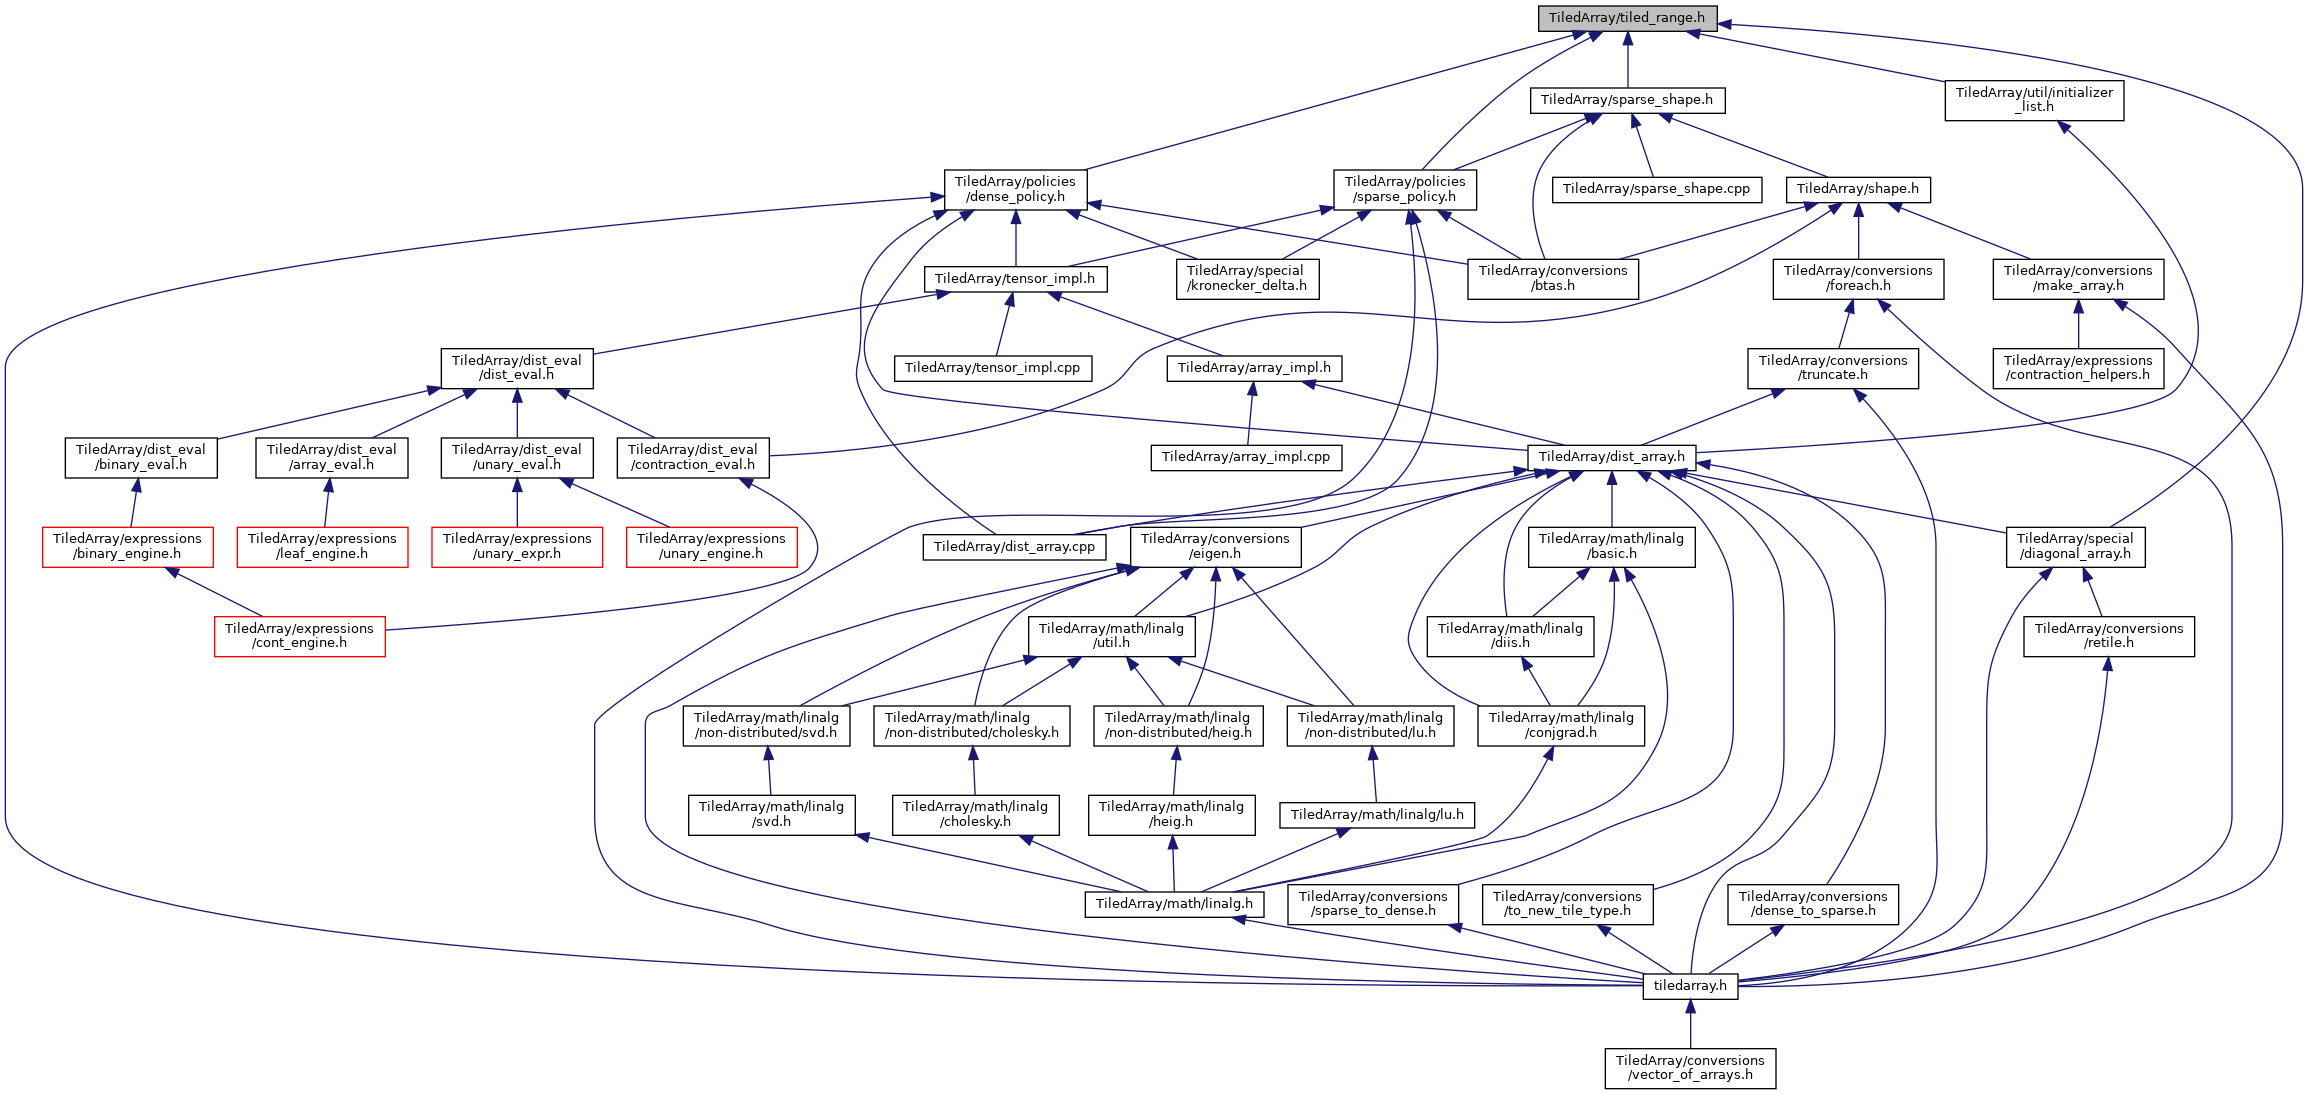 TiledArray/tiled_range.h
TiledArray/sparse_shape.h
TiledArray/util/initializer
_list.h
TiledArray/policies
/dense_policy.h
TiledArray/policies
/sparse_policy.h
TiledArray/sparse_shape.cpp
TiledArray/shape.h
TiledArray/tensor_impl.h
TiledArray/special
/kronecker_delta.h
TiledArray/conversions
/btas.h
TiledArray/conversions
/foreach.h
TiledArray/conversions
/make_array.h
TiledArray/dist_eval
/dist_eval.h
TiledArray/tensor_impl.cpp
TiledArray/array_impl.h
TiledArray/conversions
/truncate.h
TiledArray/expressions
/contraction_helpers.h
TiledArray/dist_eval
/binary_eval.h
TiledArray/dist_eval
/array_eval.h
TiledArray/dist_eval
/unary_eval.h
TiledArray/dist_eval
/contraction_eval.h
TiledArray/array_impl.cpp
TiledArray/dist_array.h
TiledArray/expressions
/binary_engine.h
TiledArray/expressions
/leaf_engine.h
TiledArray/expressions
/unary_expr.h
TiledArray/expressions
/unary_engine.h
TiledArray/dist_array.cpp
TiledArray/conversions
/eigen.h
TiledArray/math/linalg
/basic.h
TiledArray/special
/diagonal_array.h
TiledArray/expressions
/cont_engine.h
TiledArray/math/linalg
/util.h
TiledArray/math/linalg
/diis.h
TiledArray/conversions
/retile.h
TiledArray/math/linalg
/non-distributed/svd.h
TiledArray/math/linalg
/non-distributed/cholesky.h
TiledArray/math/linalg
/non-distributed/heig.h
TiledArray/math/linalg
/non-distributed/lu.h
TiledArray/math/linalg
/conjgrad.h
TiledArray/math/linalg
/svd.h
TiledArray/math/linalg
/cholesky.h
TiledArray/math/linalg
/heig.h
TiledArray/math/linalg/lu.h
TiledArray/math/linalg.h
TiledArray/conversions
/sparse_to_dense.h
TiledArray/conversions
/to_new_tile_type.h
TiledArray/conversions
/dense_to_sparse.h
tiledarray.h
TiledArray/conversions
/vector_of_arrays.h